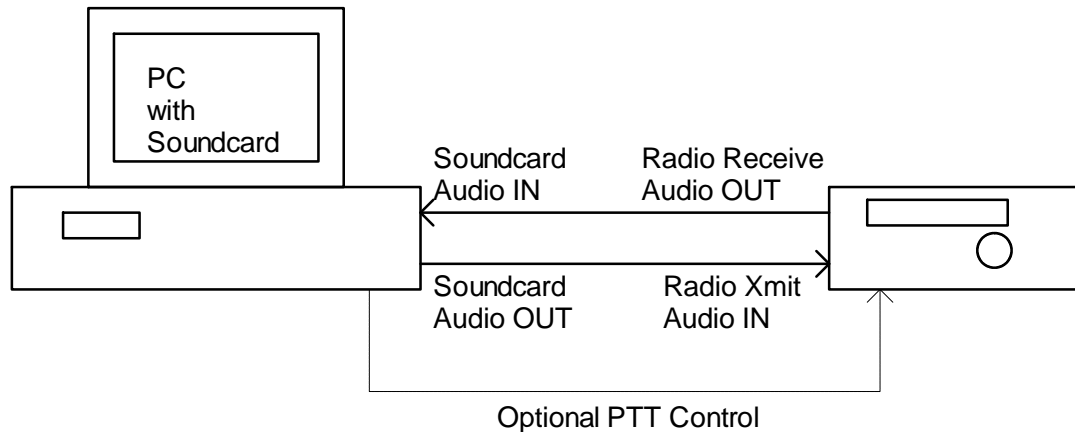 PC
with
Soundcard
Soundcard
Audio IN
Radio Receive
Audio OUT
Soundcard
Audio OUT
Radio Xmit
Audio IN
Optional PTT Control